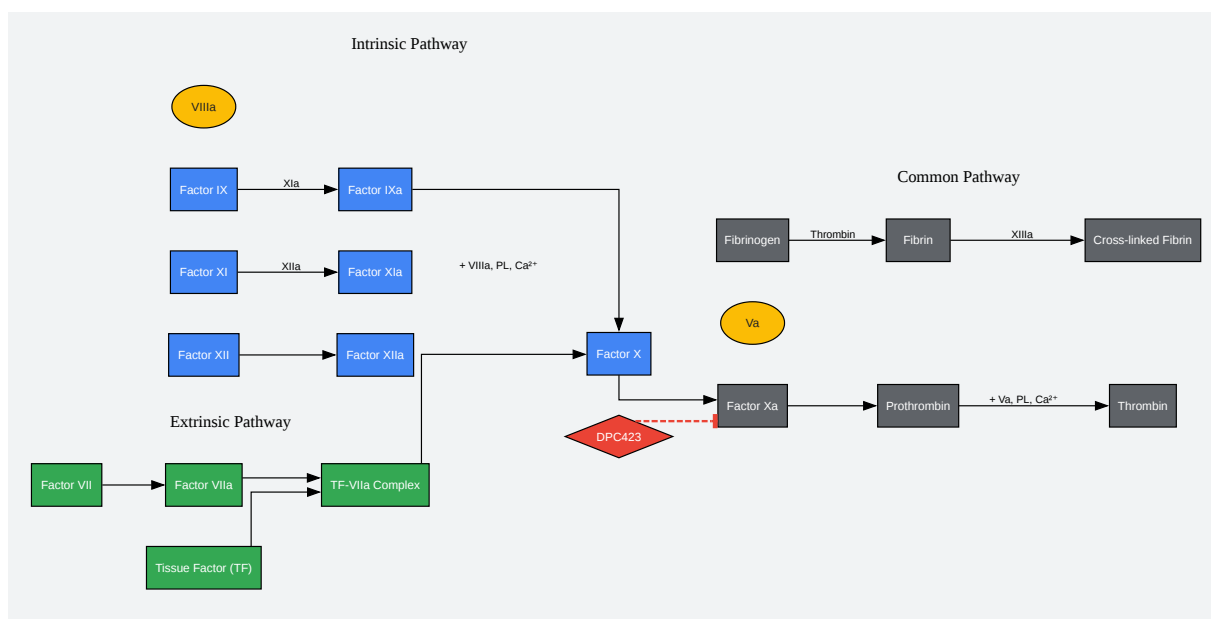 Intrinsic Pathway
VIIIa
Factor IX
XIa
Factor IXa
Factor XI
XIIa
Factor XIa
+ VIIIa, PL, Ca²⁺
Factor XII
Factor XIIa
Factor X
Extrinsic Pathway
Factor VII
Factor VIIa
TF-VIIa Complex
Tissue Factor (TF)
Common Pathway
Fibrinogen
Thrombin
Fibrin
XIIIa
Cross-linked Fibrin
Va
Factor Xa
Prothrombin
+ Va, PL, Ca²⁺
Thrombin
DPC423